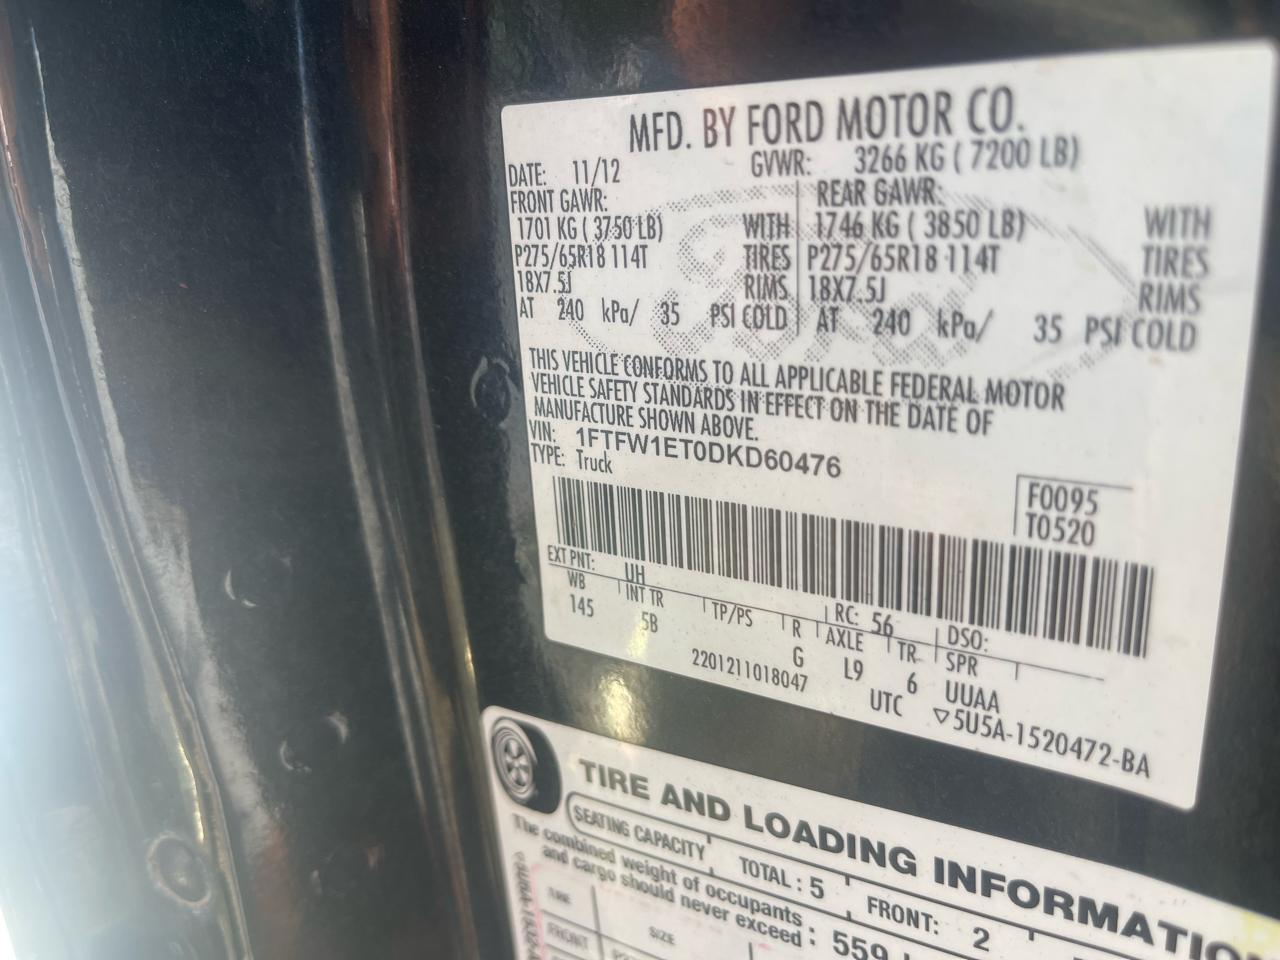 MFD. BY FORD MOTOR CO.
DATE: 11/12 GVWR: 3266 KG ( 7200 LB)
FRONT GAWR: REAR GAWR:
1701 KG ( 3750 LB) WITH 1746 KG ( 3850 LB) WITH
P275/65R18 114T TIRES P275/65R18 114T TIRES
18X7.5J RIMS 18X7.5J RIMS
AT 240 kPa/ 35 PSI COLD AT 240 kPa/ 35 PSI COLD
THIS VEHICLE CONFORMS TO ALL APPLICABLE FEDERAL MOTOR
VEHICLE SAFETY STANDARDS IN EFFECT ON THE DATE OF
MANUFACTURE SHOWN ABOVE.
VIN: 1FTFW1ET0DKD60476
TYPE: Truck
F0095
T0520
EXT PNT: UH RC: 56 DSO:
WB INT TR TP/PS R AXLE TR SPR
145 5B G L9 6 UUAA
2201211018047 UTC ▽5U5A-1520472-BA
TIRE AND LOADING INFORMATION
SEATING CAPACITY TOTAL: 5 FRONT: 2
The combined weight of occupants
and cargo should never exceed: 559
TIRE SIZE
FRONT